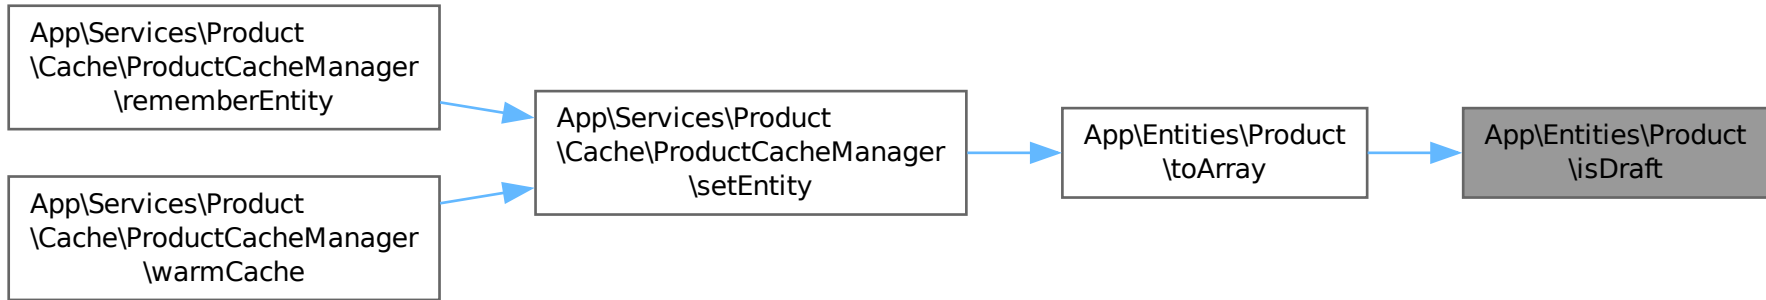 App\Services\Product
\Cache\ProductCacheManager
\rememberEntity
App\Services\Product
\Cache\ProductCacheManager
\warmCache
App\Services\Product
\Cache\ProductCacheManager
\setEntity
App\Entities\Product
\toArray
App\Entities\Product
\isDraft